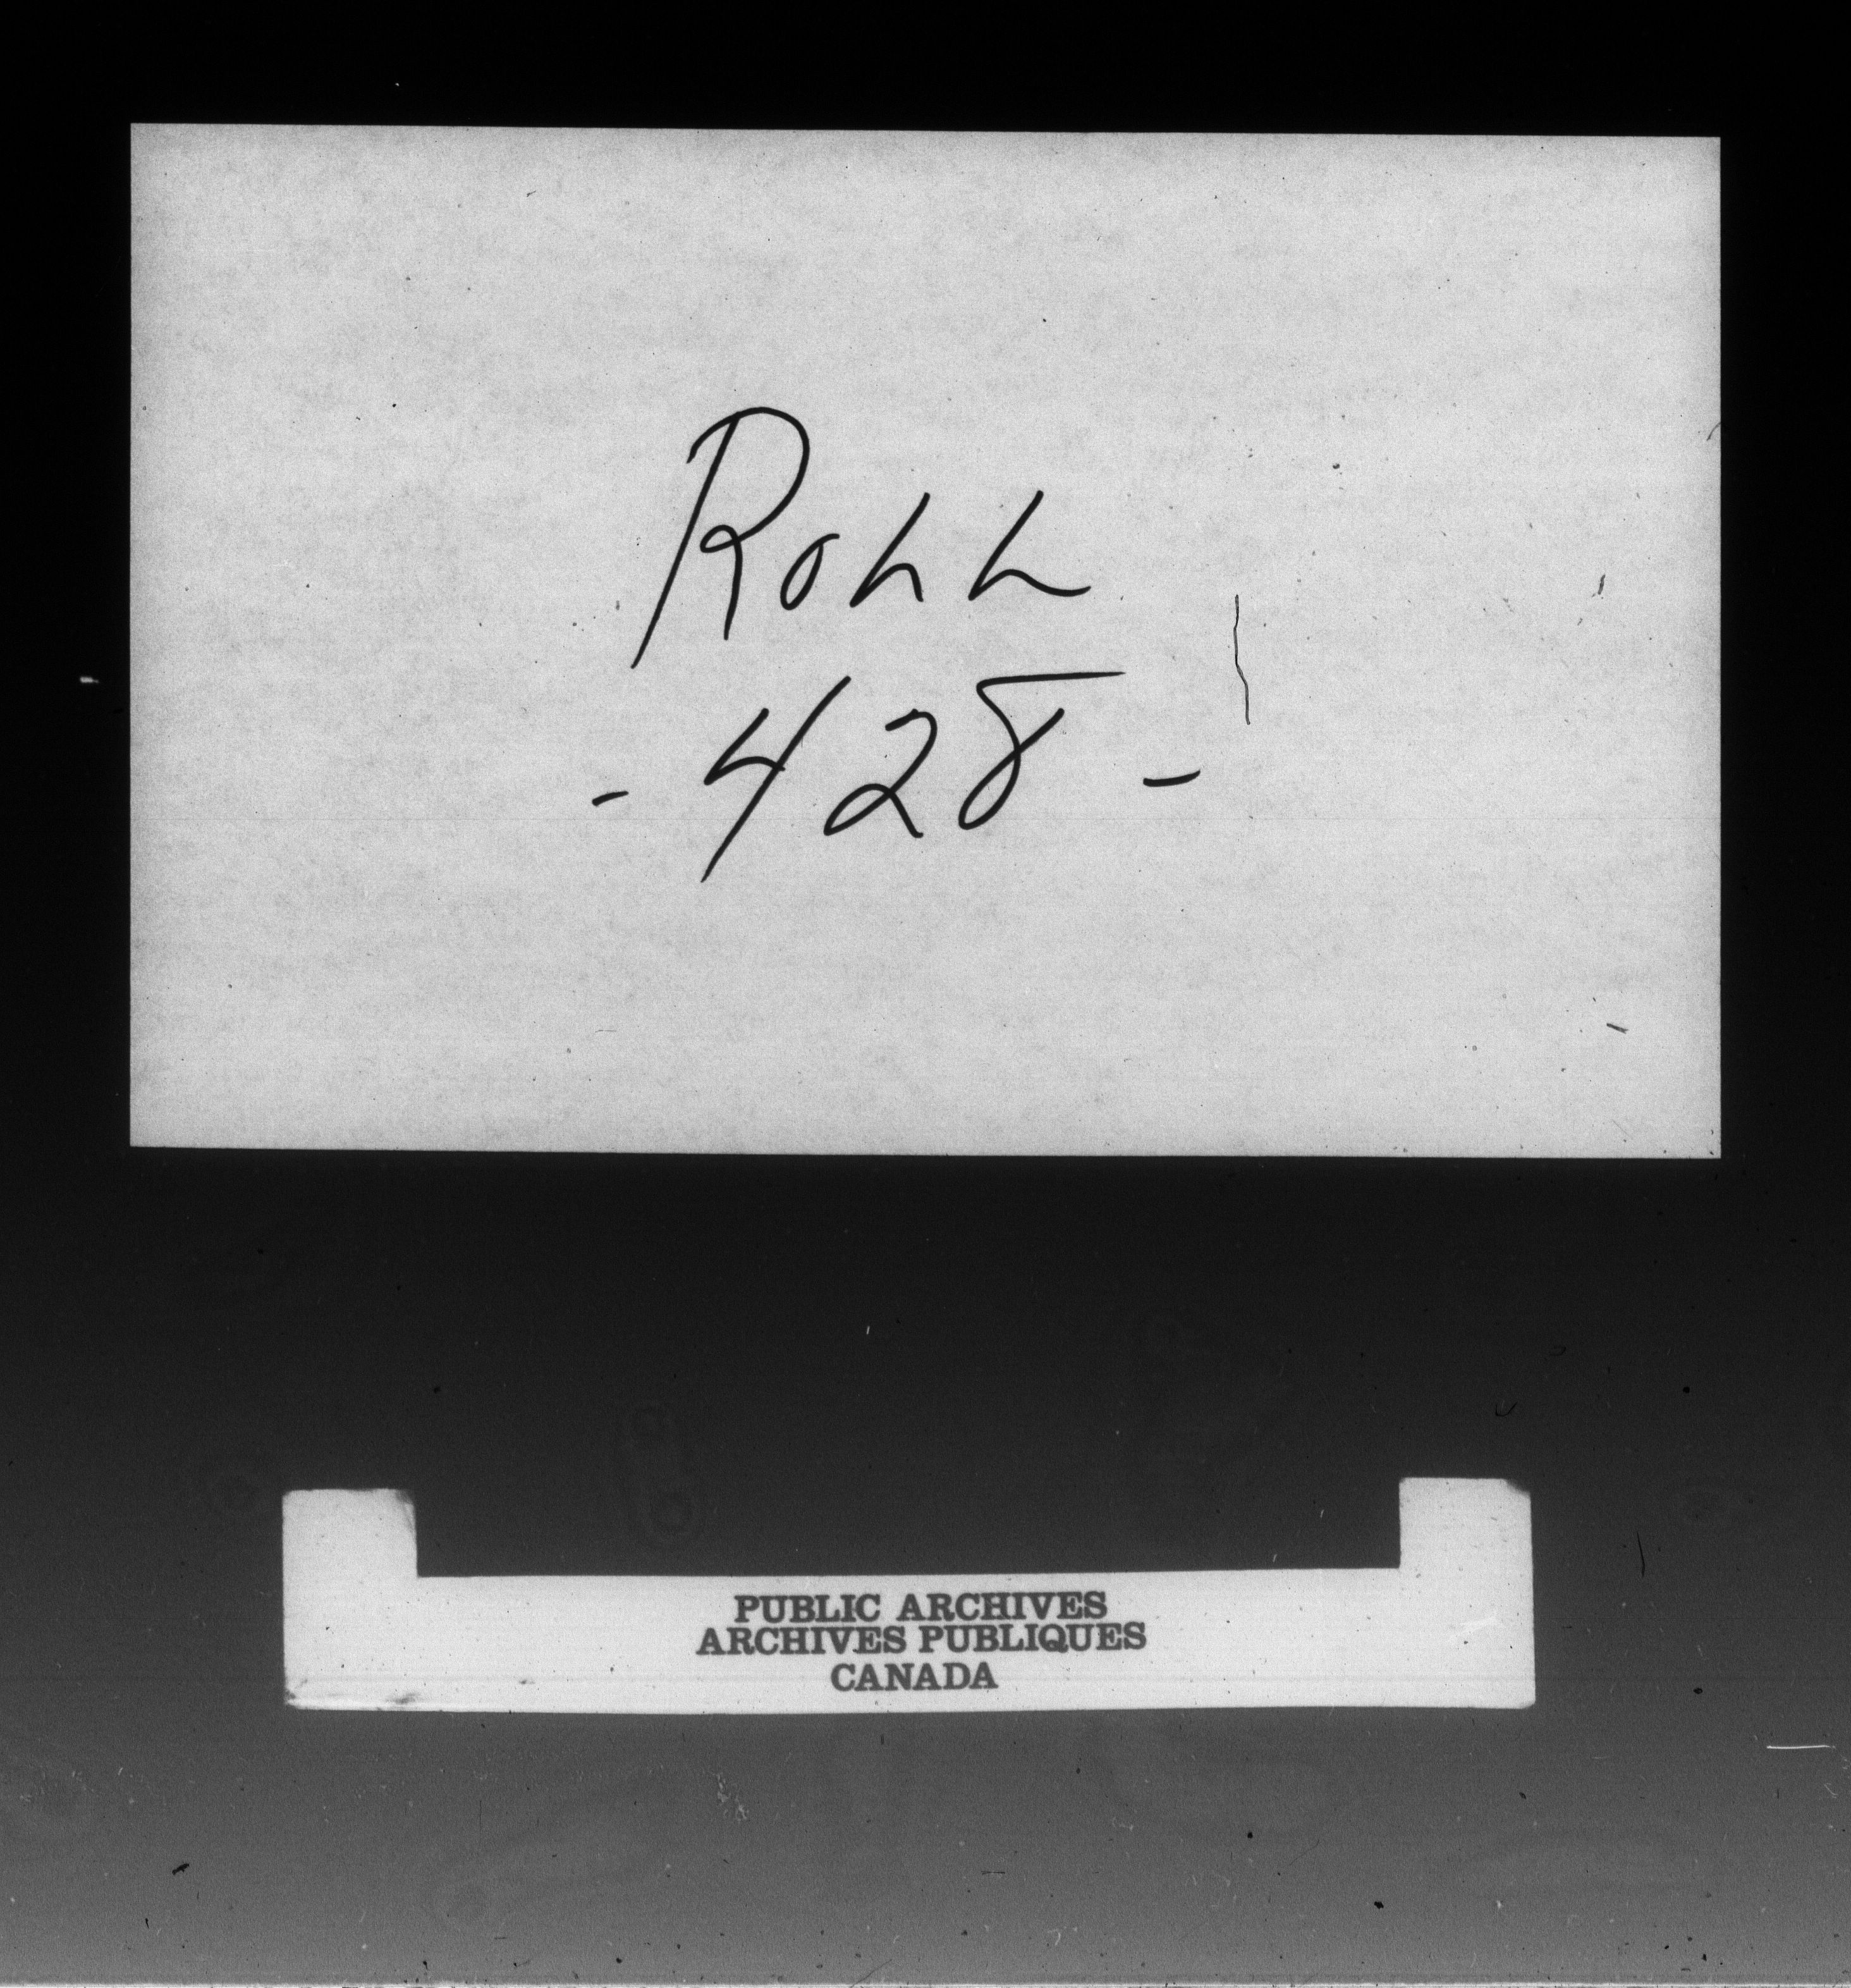 Roll
- 428 -
PUBLIC ARCHIVES
ARCHIVES PUBLIQUES
CANADA